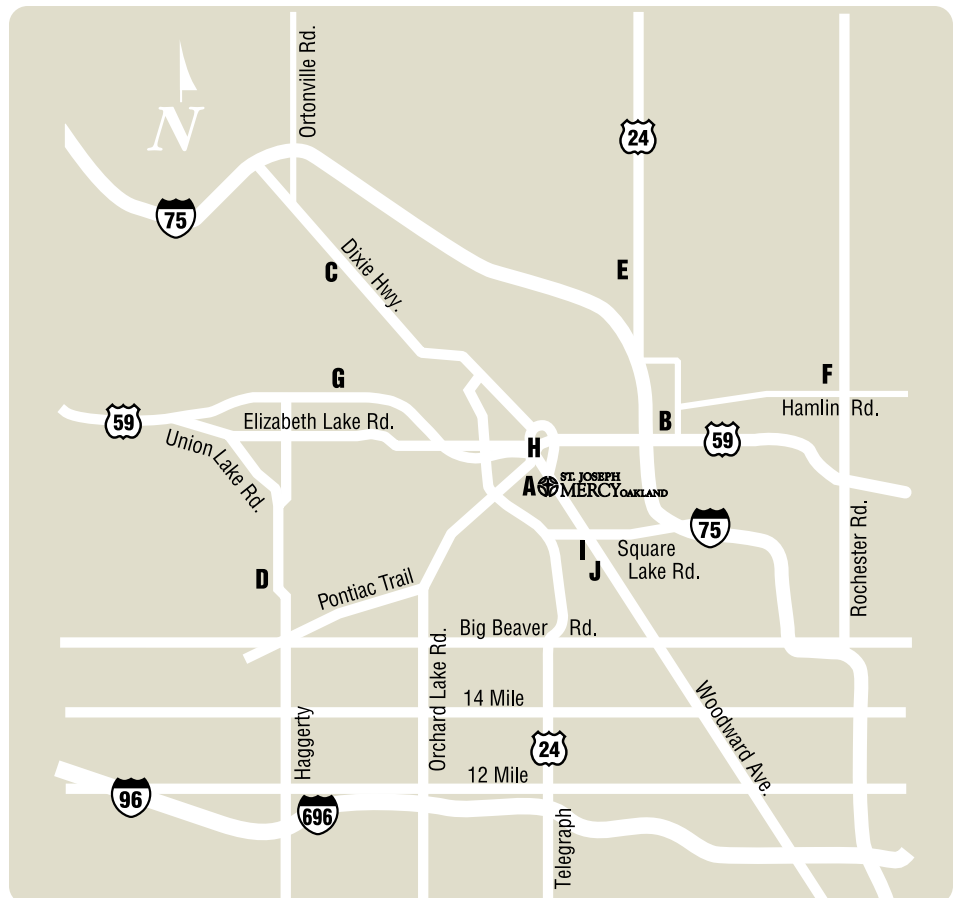 Ortonville Rd.
N
24
75
Dixie Hwy.
C
E
G
F
Hamlin Rd.
59
Elizabeth Lake Rd.
B
59
Union Lake Rd.
H
A ST. JOSEPH
MERCY OAKLAND
75
I
Square
Lake Rd.
J
D
Pontiac Trail
Rochester Rd.
Big Beaver Rd.
Orchard Lake Rd.
14 Mile
Woodward Ave.
Haggerty
24
12 Mile
96
696
Telegraph